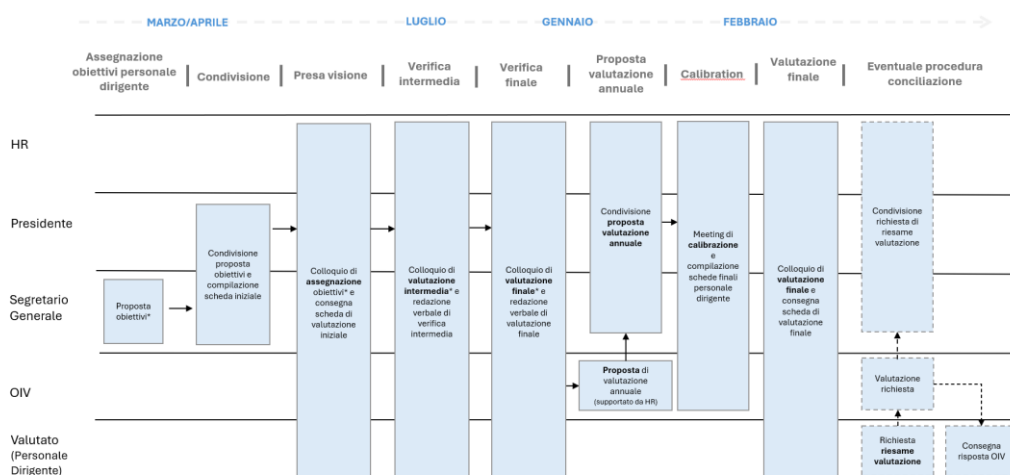 MARZO/APRILE
LUGLIO
GENNAIO
FEBBRAIO
Assegnazione
obiettivi personale
dirigente
Condivisione
Presa visione
Verifica
intermedia
Verifica
finale
Proposta
valutazione
annuale
Calibration
Valutazione
finale
Eventuale procedura
conciliazione
HR
Presidente
Segretario
Generale
OIV
Valutato
(Personale
Dirigente)
Proposta
obiettivi*
Condivisione
proposta
obiettivi e
compilazione
scheda iniziale
Colloquio di
assegnazione
obiettivi* e
consegna
scheda di
valutazione
iniziale
Colloquio di
valutazione
intermedia* e
redazione
verbale di
verifica
intermedia
Colloquio di
valutazione
finale* e
redazione
verbale di
valutazione
finale
Proposta di
valutazione
annuale
(supportato da HR)
Condivisione
proposta
valutazione
annuale
Meeting di
calibrazione
e
compilazione
schede finali
personale
dirigente
Colloquio di
valutazione
finale e
consegna
scheda di
valutazione
finale
Condivisione
richiesta di
riesame
valutazione
Valutazione
richiesta
Richiesta
riesame
valutazione
Consegna
risposta OIV